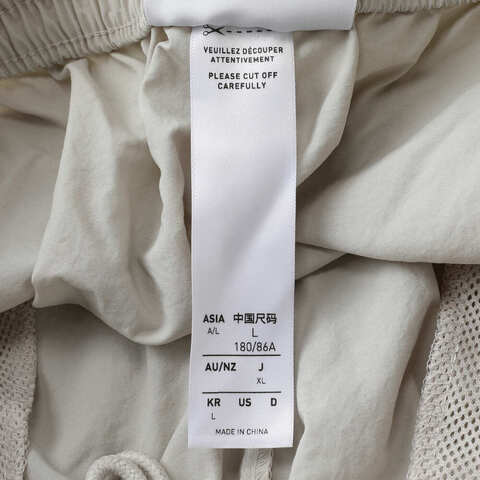 VEUILLEZ DÉCOUPER
ATTENTIVEMENT
PLEASE CUT OFF
CAREFULLY
ASIA 中国尺码
A/L L
180/86A
AU/NZ J
XL
KR US D
L
MADE IN CHINA